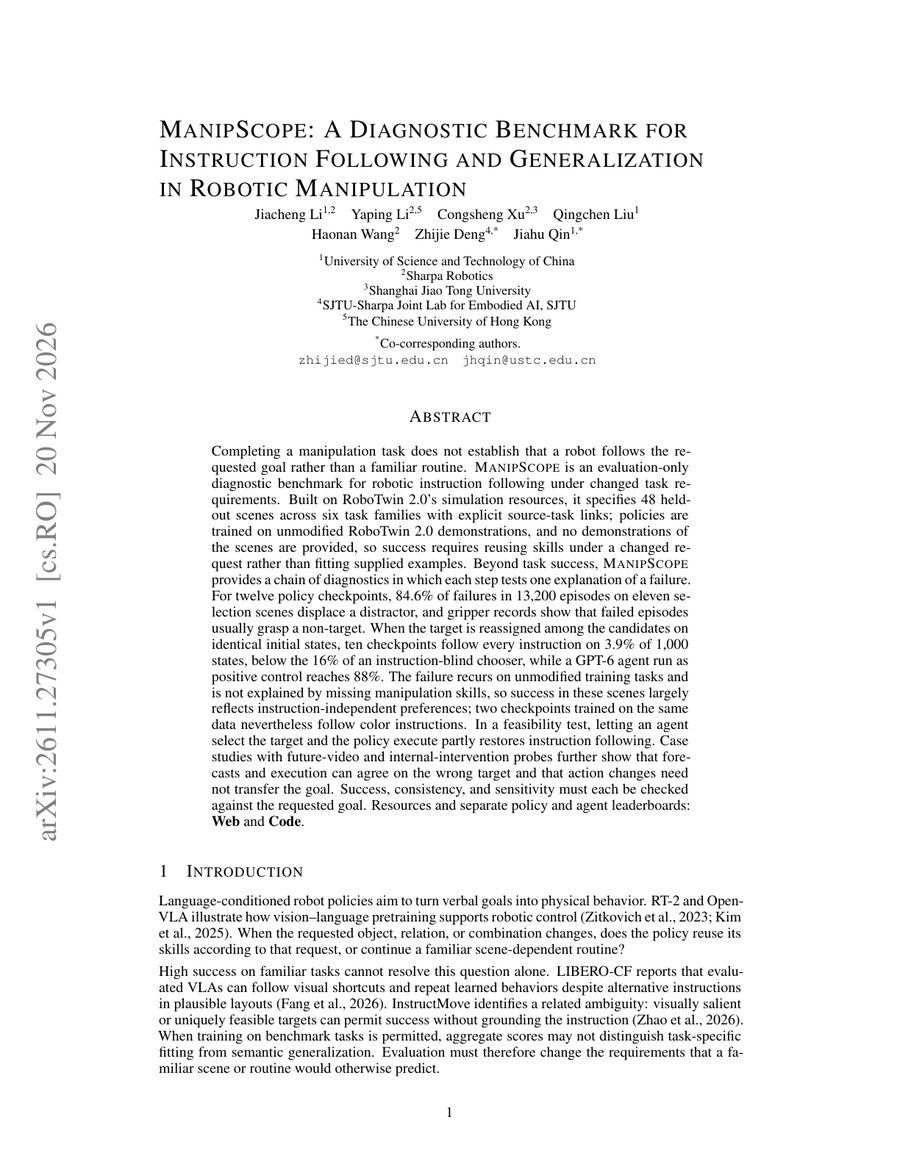 MANIPSCOPE: A DIAGNOSTIC BENCHMARK FOR
INSTRUCTION FOLLOWING AND GENERALIZATION
IN ROBOTIC MANIPULATION
Jiacheng Li1,2 Yaping Li2,5 Congsheng Xu2,3 Qingchen Liu1
Haonan Wang2 Zhijie Deng4,* Jiahu Qin1,*
1University of Science and Technology of China
2Sharpa Robotics
3Shanghai Jiao Tong University
4SJTU-Sharpa Joint Lab for Embodied AI, SJTU
5The Chinese University of Hong Kong
*Co-corresponding authors.
zhijied@sjtu.edu.cn jhqin@ustc.edu.cn
arXiv:2611.27305v1 [cs.RO] 20 Nov 2026
ABSTRACT
Completing a manipulation task does not establish that a robot follows the re-
quested goal rather than a familiar routine. MANIPSCOPE is an evaluation-only
diagnostic benchmark for robotic instruction following under changed task re-
quirements. Built on RoboTwin 2.0's simulation resources, it specifies 48 held-
out scenes across six task families with explicit source-task links; policies are
trained on unmodified RoboTwin 2.0 demonstrations, and no demonstrations of
the scenes are provided, so success requires reusing skills under a changed re-
quest rather than fitting supplied examples. Beyond task success, MANIPSCOPE
provides a chain of diagnostics in which each step tests one explanation of a failure.
For twelve policy checkpoints, 84.6% of failures in 13,200 episodes on eleven se-
lection scenes displace a distractor, and gripper records show that failed episodes
usually grasp a non-target. When the target is reassigned among the candidates on
identical initial states, ten checkpoints follow every instruction on 3.9% of 1,000
states, below the 16% of an instruction-blind chooser, while a GPT-6 agent run as
positive control reaches 88%. The failure recurs on unmodified training tasks and
is not explained by missing manipulation skills, so success in these scenes largely
reflects instruction-independent preferences; two checkpoints trained on the same
data nevertheless follow color instructions. In a feasibility test, letting an agent
select the target and the policy execute partly restores instruction following. Case
studies with future-video and internal-intervention probes further show that fore-
casts and execution can agree on the wrong target and that action changes need
not transfer the goal. Success, consistency, and sensitivity must each be checked
against the requested goal. Resources and separate policy and agent leaderboards:
Web and Code.
1 INTRODUCTION
Language-conditioned robot policies aim to turn verbal goals into physical behavior. RT-2 and Open-
VLA illustrate how vision–language pretraining supports robotic control (Zitkovich et al., 2023; Kim
et al., 2025). When the requested object, relation, or combination changes, does the policy reuse its
skills according to that request, or continue a familiar scene-dependent routine?
High success on familiar tasks cannot resolve this question alone. LIBERO-CF reports that evalu-
ated VLAs can follow visual shortcuts and repeat learned behaviors despite alternative instructions
in plausible layouts (Fang et al., 2026). InstructMove identifies a related ambiguity: visually salient
or uniquely feasible targets can permit success without grounding the instruction (Zhao et al., 2026).
When training on benchmark tasks is permitted, aggregate scores may not distinguish task-specific
fitting from semantic generalization. Evaluation must therefore change the requirements that a fa-
miliar scene or routine would otherwise predict.
1